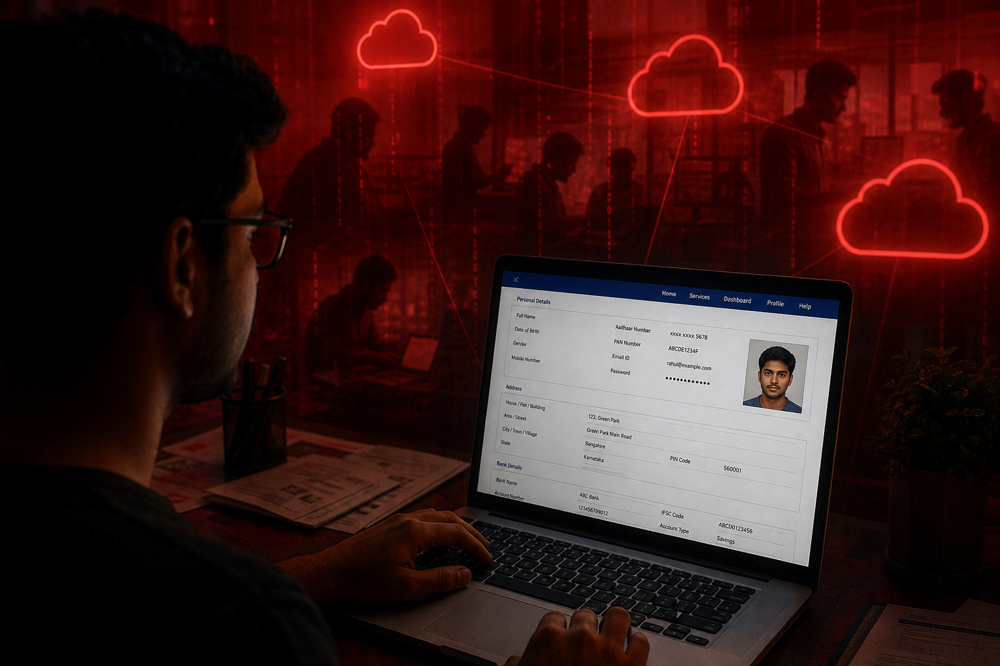 Home Services Dashboard Profile Help
Personal Details
Full Name
Date of Birth
Gender
Mobile Number
Aadhaar Number xxxx xxxx 5678
PAN Number ABCDE1234F
Email ID rahul@example.com
Password ••••••••••••
Address
House / Flat / Building 123, Green Park
Area / Street Green Park Main Road
City / Town / Village Bangalore
State Karnataka
PIN Code 560001
Bank Details
Bank Name ABC Bank
Account Number 123456789012
IFSC Code ABCD0123456
Account Type Savings